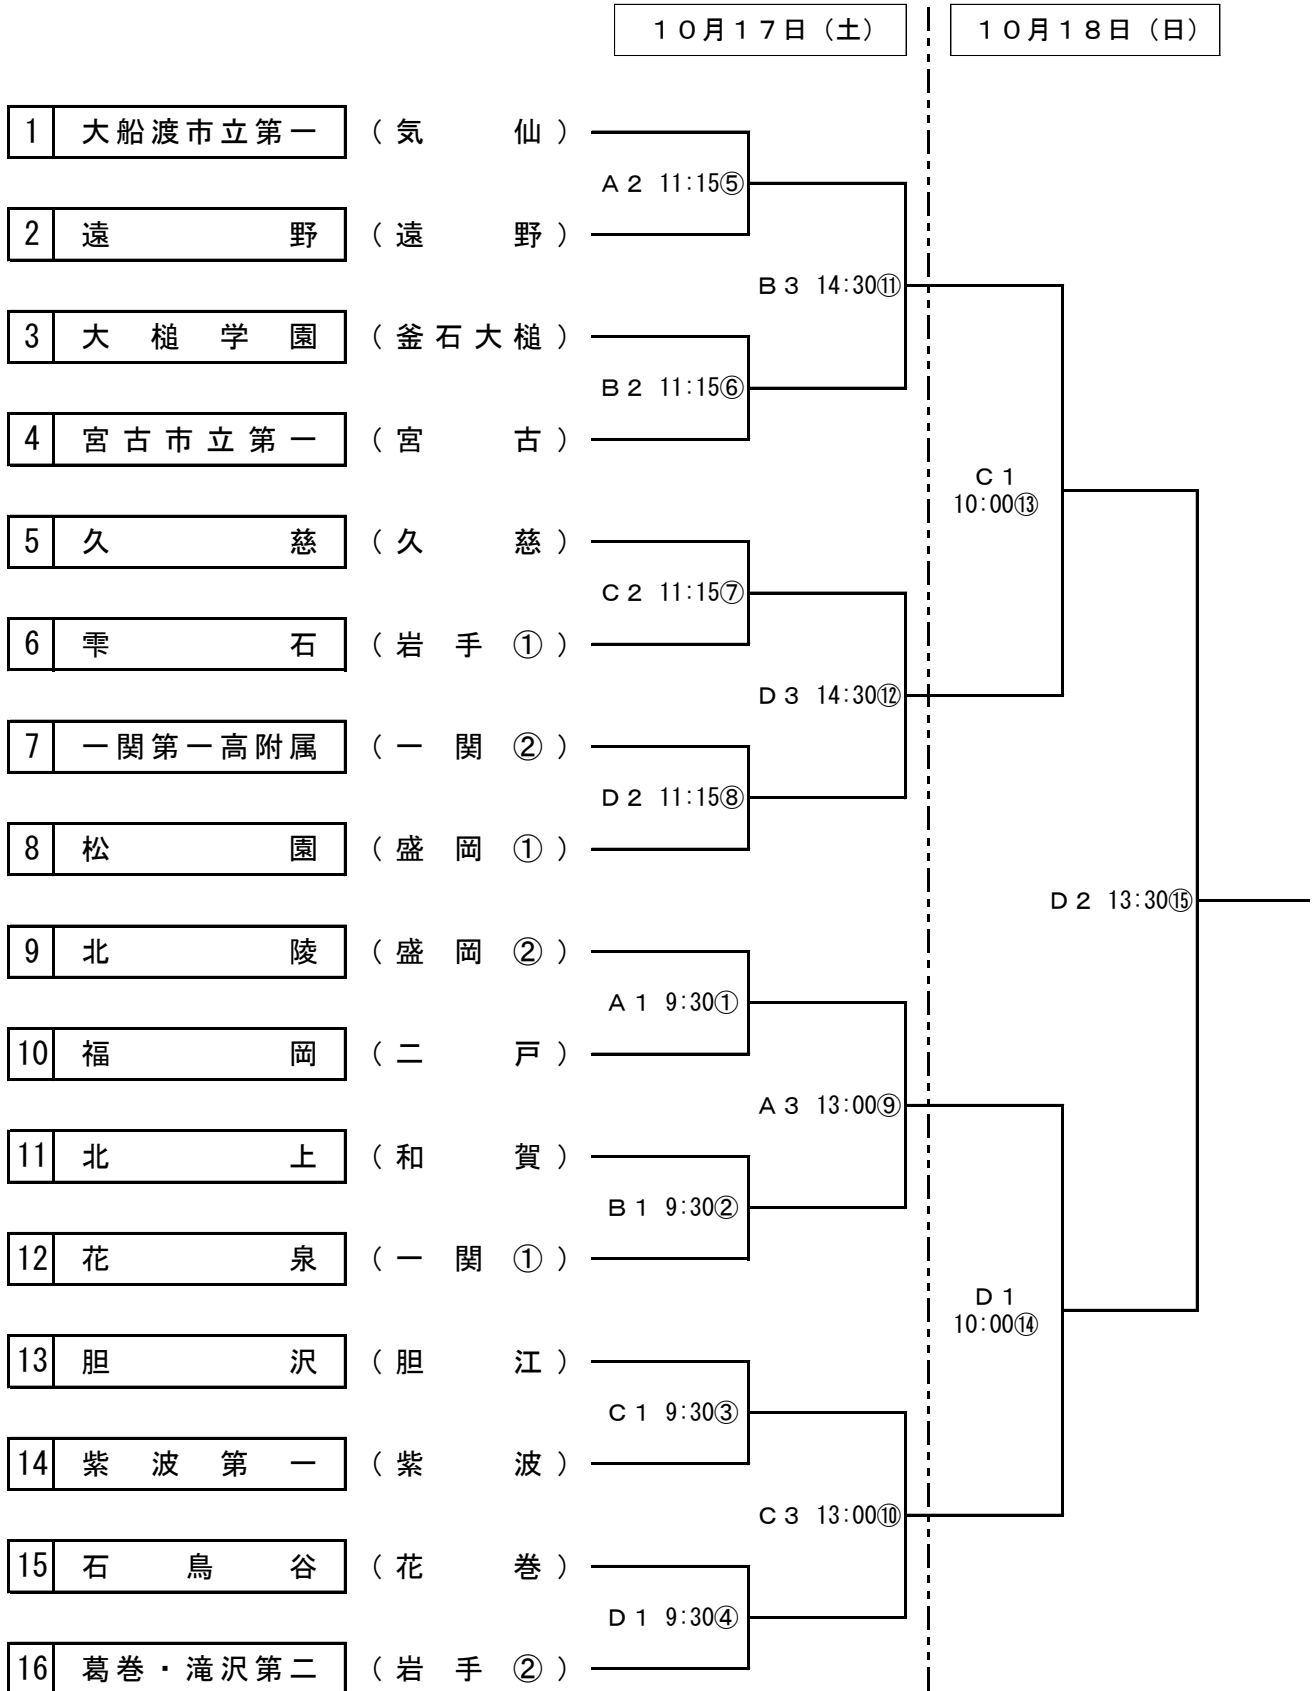 10月17日（土） 10月18日（日）
1 大船渡市立第一 （気仙）
A2 11:15⑤
2 遠野 （遠野）
B3 14:30⑪
3 大槌学園 （釜石大槌）
B2 11:15⑥
4 宮古市立第一 （宮古）
C1
10:00⑬
5 久慈 （久慈）
C2 11:15⑦
6 雫石 （岩手①）
D3 14:30⑫
7 一関第一高附属 （一関②）
D2 11:15⑧
8 松園 （盛岡①）
D2 13:30⑮
9 北陵 （盛岡②）
A1 9:30①
10 福岡 （二戸）
A3 13:00⑨
11 北上 （和賀）
B1 9:30②
12 花泉 （一関①）
D1
10:00⑭
13 胆沢 （胆江）
C1 9:30③
14 紫波第一 （紫波）
C3 13:00⑩
15 石鳥谷 （花巻）
D1 9:30④
16 葛巻・滝沢第二 （岩手②）